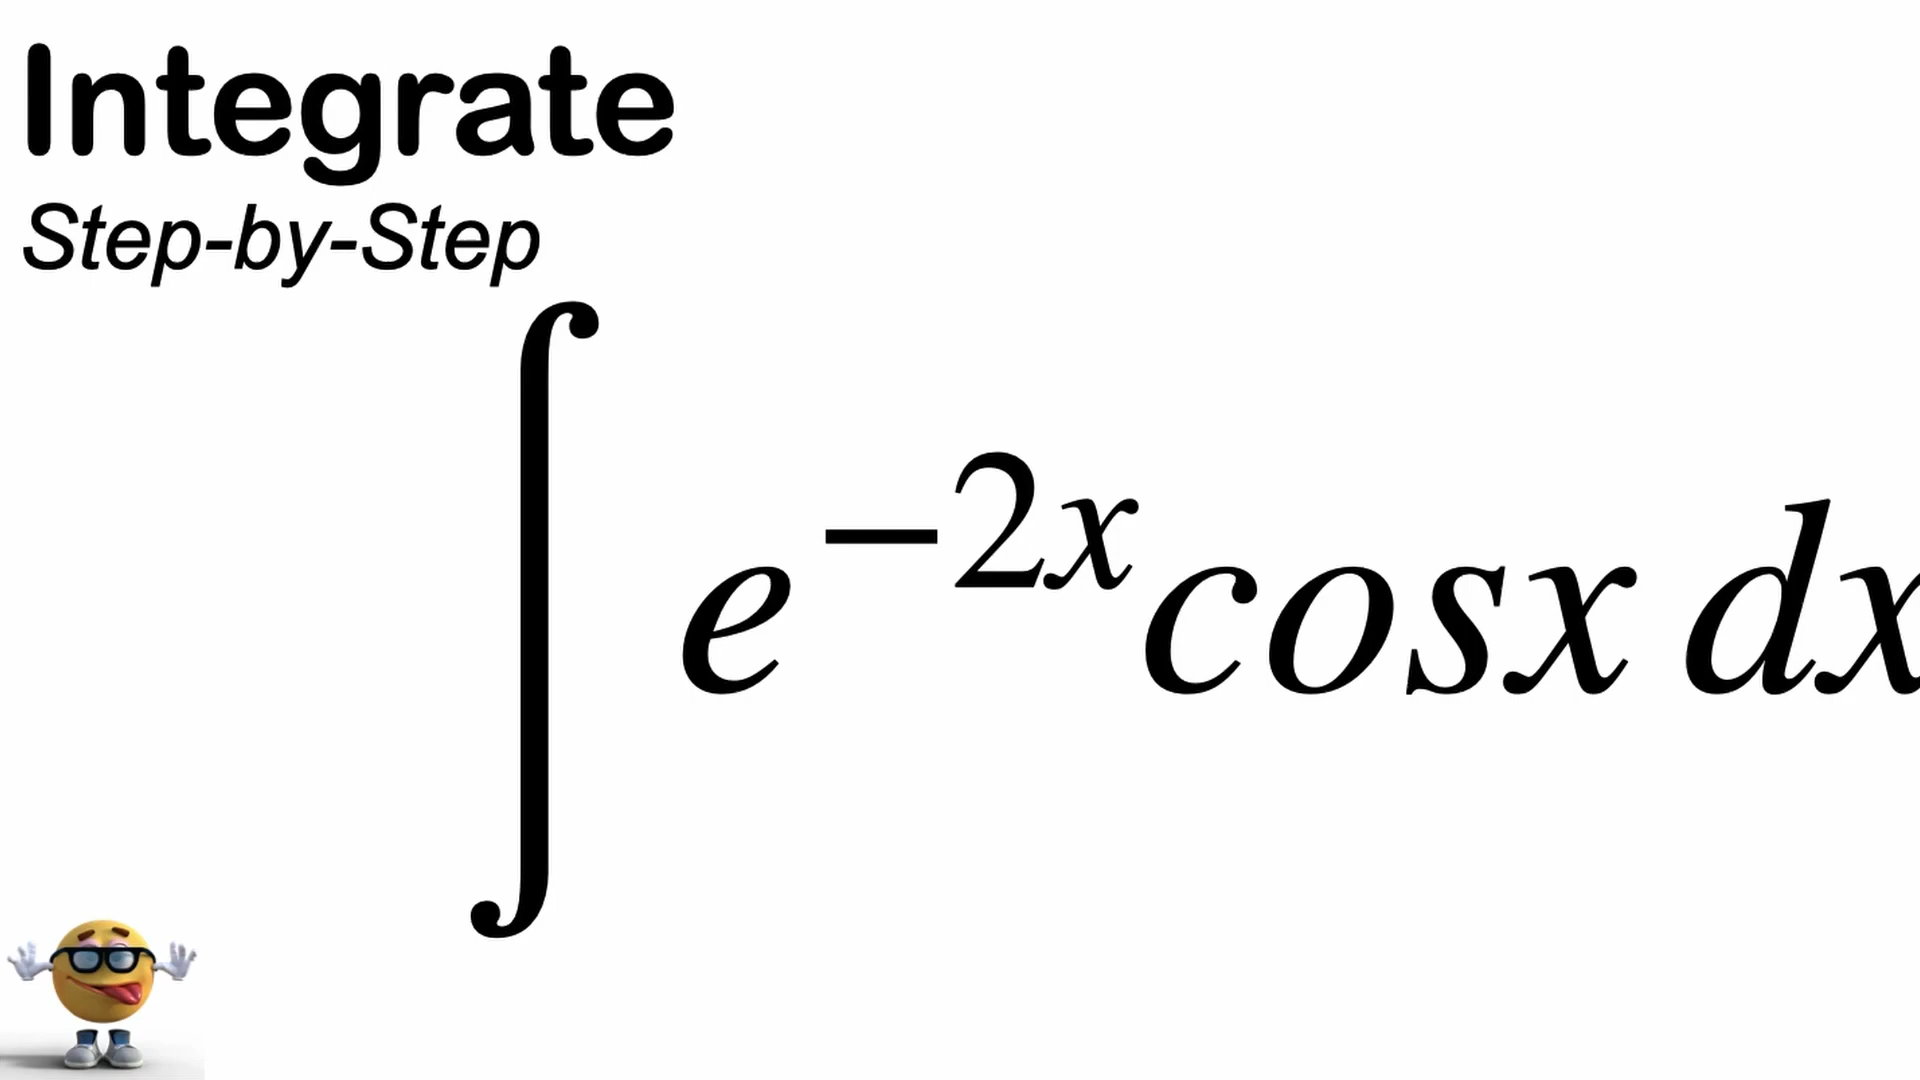 Integrate
Step-by-Step
∫ e^{-2x} cosx dx